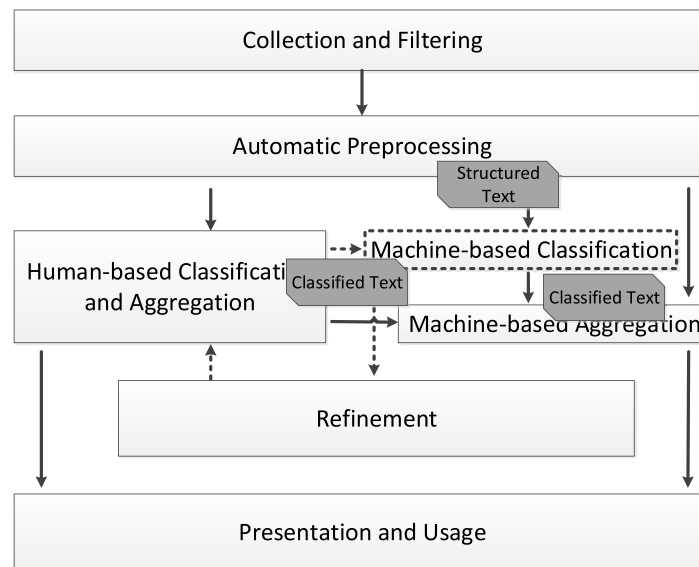 Collection and Filtering
Automatic Preprocessing
Structured
Text
Machine-based Classification
Human-based Classificati
and Aggregation
Classified Text
Classified Text
Machine-based Aggregation
Refinement
Presentation and Usage